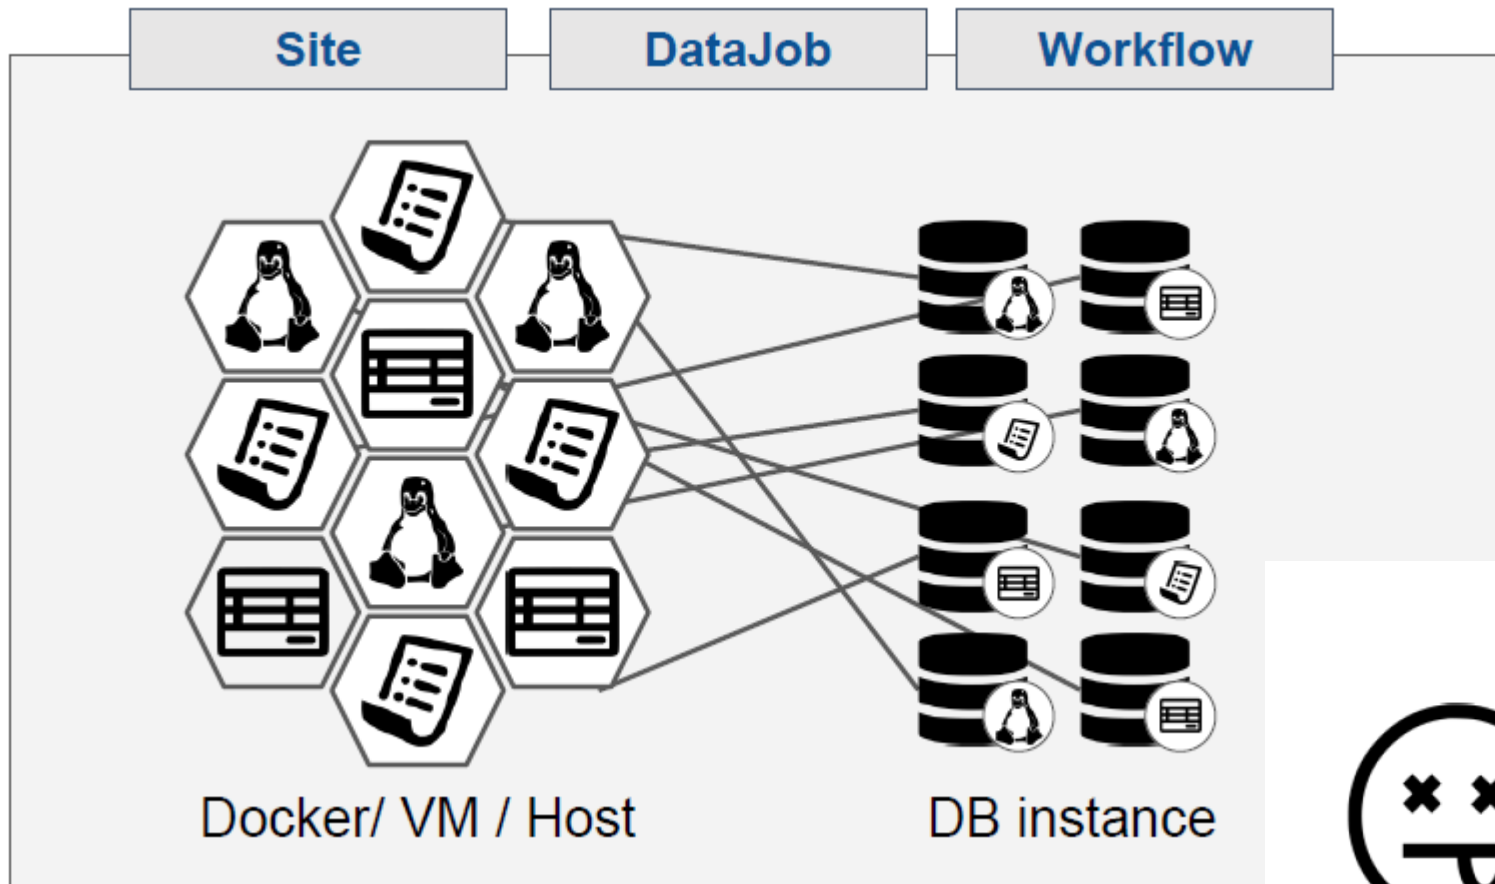 Site
DataJob
Workflow
Docker/ VM / Host
DB instance